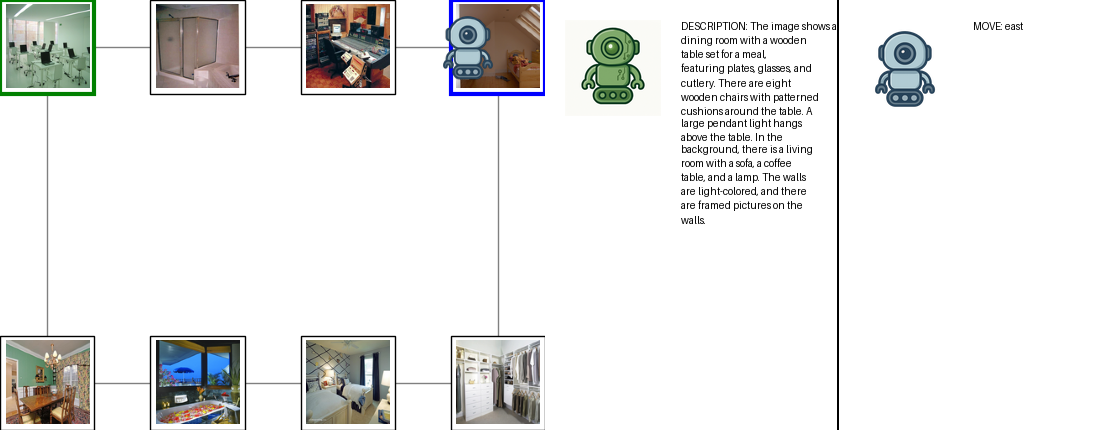 DESCRIPTION: The image shows a
dining room with a wooden
table set for a meal,
featuring plates, glasses, and
cutlery. There are eight
wooden chairs with patterned
cushions around the table. A
large pendant light hangs
above the table. In the
background, there is a living
room with a sofa, a coffee
table, and a lamp. The walls
are light-colored, and there
are framed pictures on the
walls.
MOVE: east